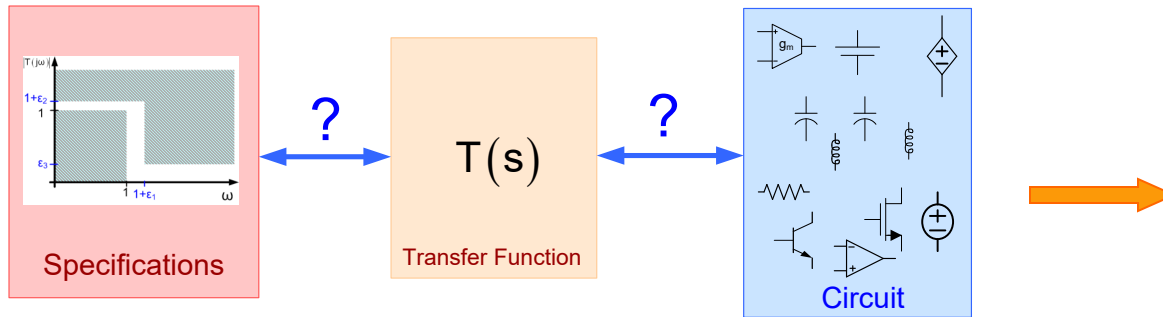 |T(jω)|
1+ε₂
1
ε₃
1
1+ε₁
ω
Specifications
?
T(s)
Transfer Function
?
gₘ
Circuit